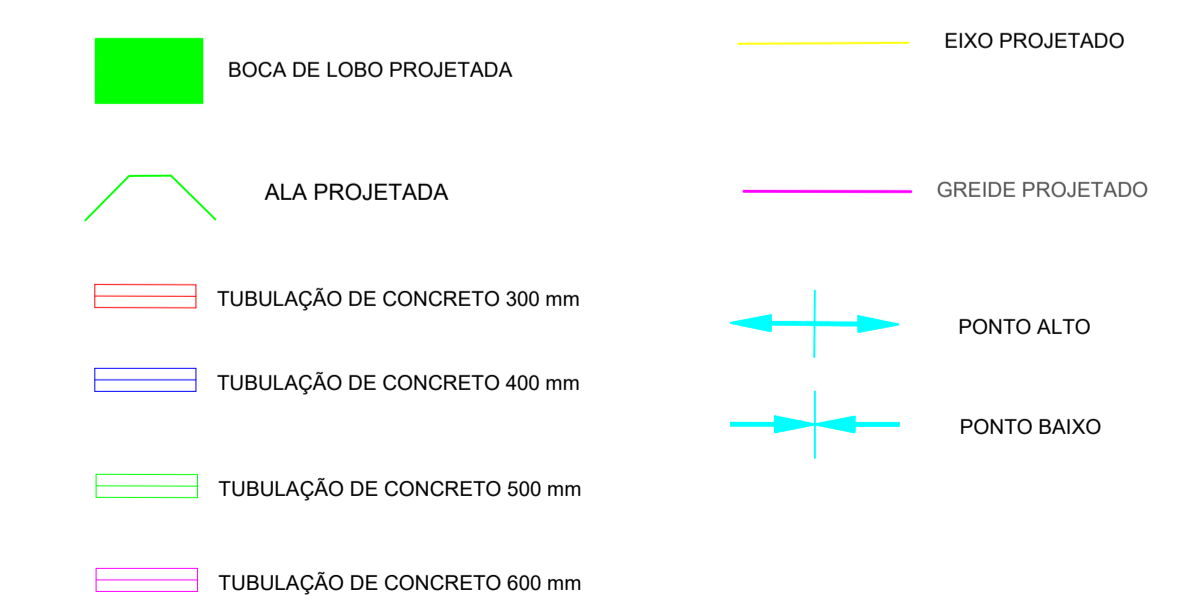 BOCA DE LOBO PROJETADA
ALA PROJETADA
TUBULAÇÃO DE CONCRETO 300 mm
TUBULAÇÃO DE CONCRETO 400 mm
TUBULAÇÃO DE CONCRETO 500 mm
TUBULAÇÃO DE CONCRETO 600 mm
EIXO PROJETADO
GREIDE PROJETADO
PONTO ALTO
PONTO BAIXO